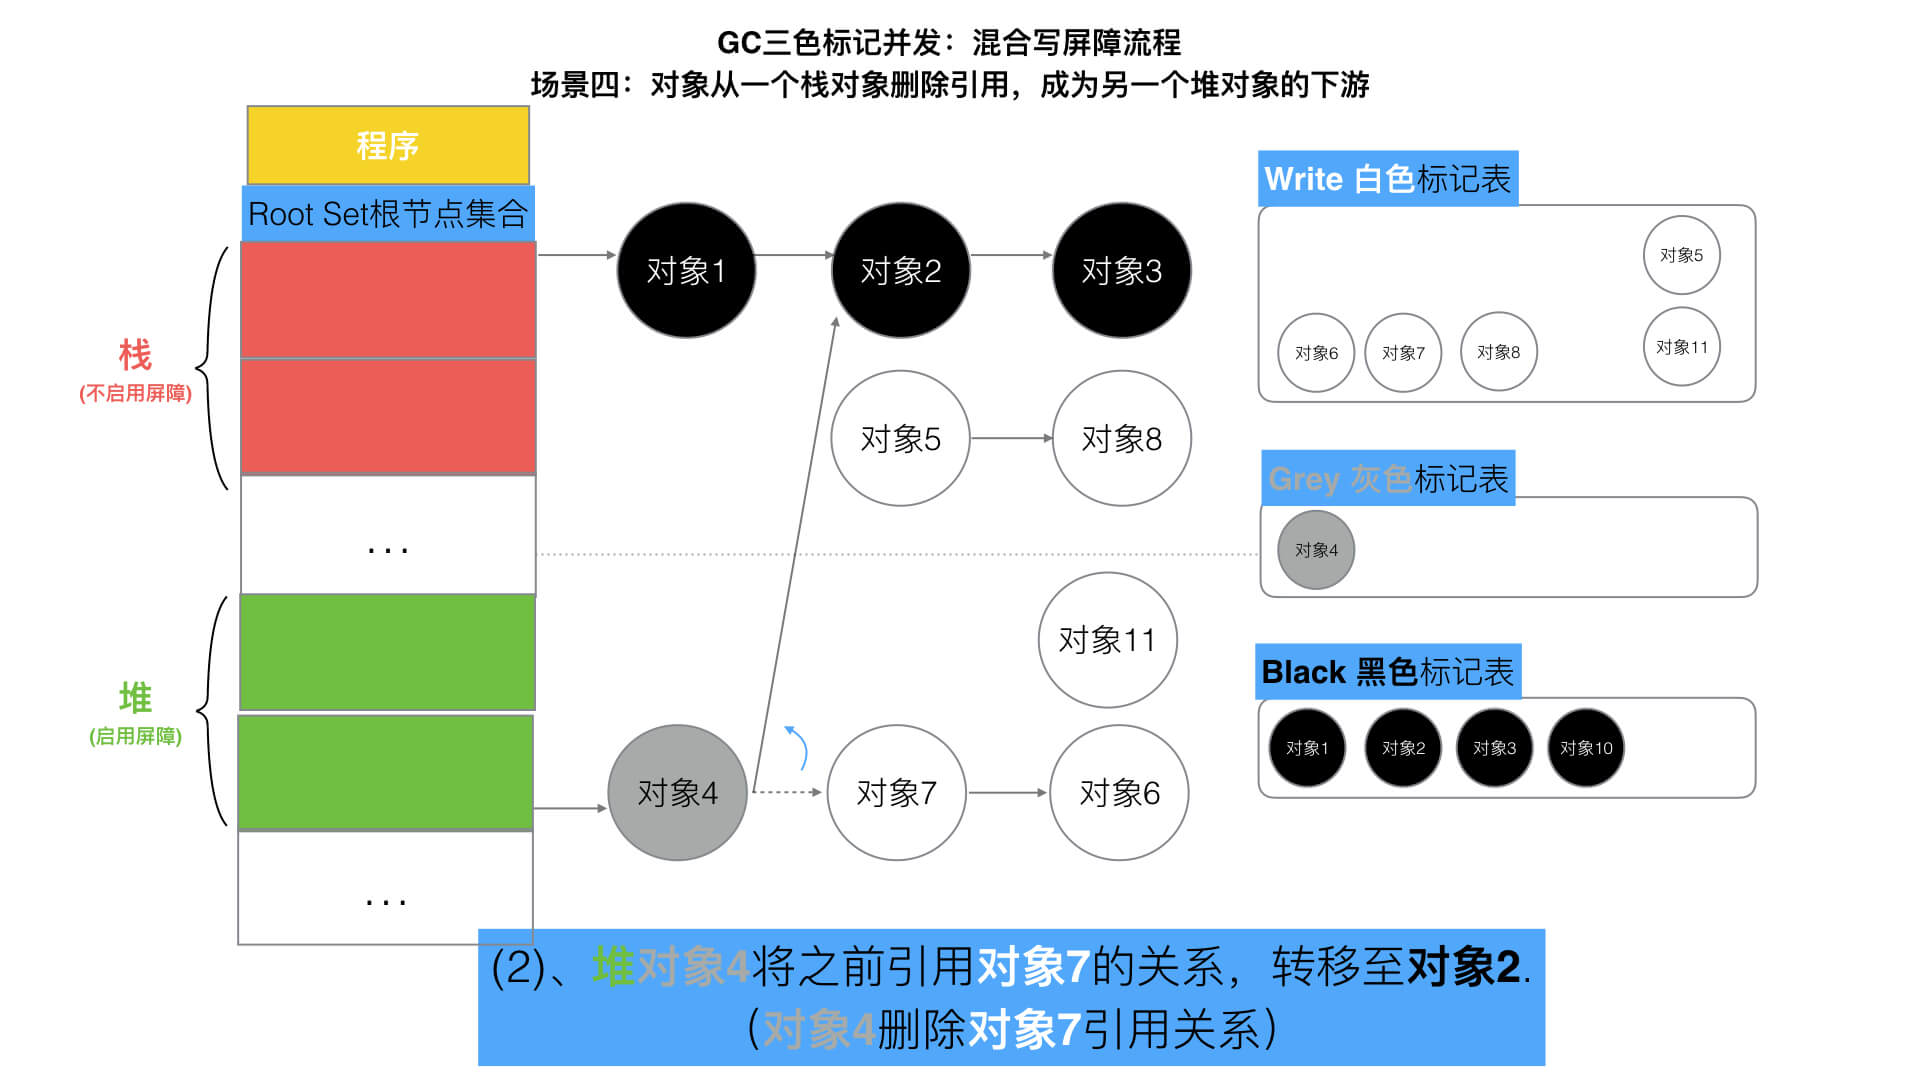 GC三色标记并发：混合写屏障流程
场景四：对象从一个栈对象删除引用，成为另一个堆对象的下游
程序
Root Set根节点集合
栈
(不启用屏障)
...
堆
(启用屏障)
...
对象1
对象2
对象3
对象5
对象8
对象11
对象4
对象7
对象6
Write 白色标记表
对象5
对象6
对象7
对象8
对象11
Grey 灰色标记表
对象4
Black 黑色标记表
对象1
对象2
对象3
对象10
(2)、堆对象4将之前引用对象7的关系，转移至对象2.
（对象4删除对象7引用关系）